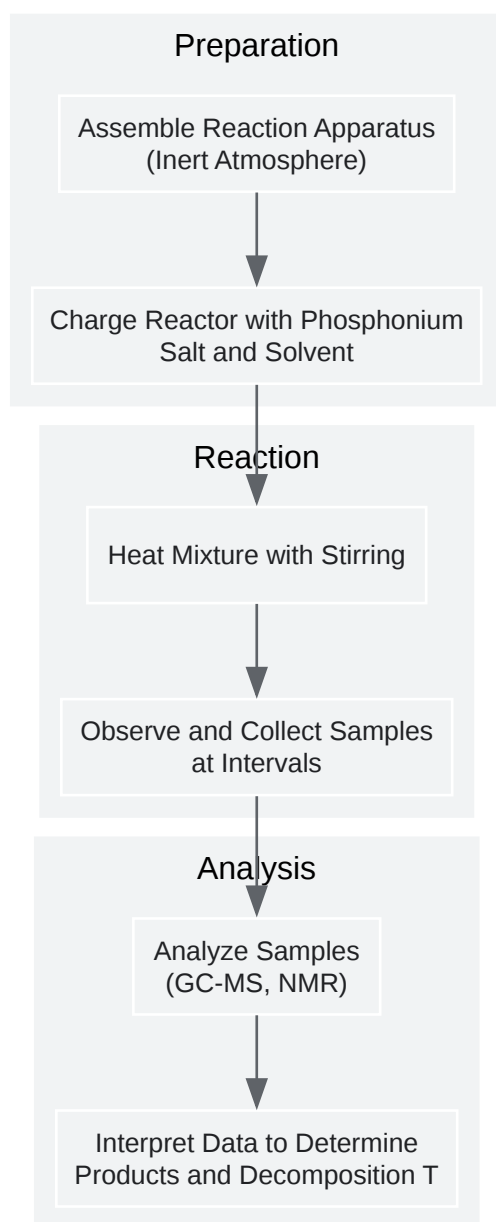 Preparation
Assemble Reaction Apparatus
(Inert Atmosphere)
Charge Reactor with Phosphonium
Salt and Solvent
Reaction
Heat Mixture with Stirring
Observe and Collect Samples
at Intervals
Analysis
Analyze Samples
(GC-MS, NMR)
Interpret Data to Determine
Products and Decomposition T